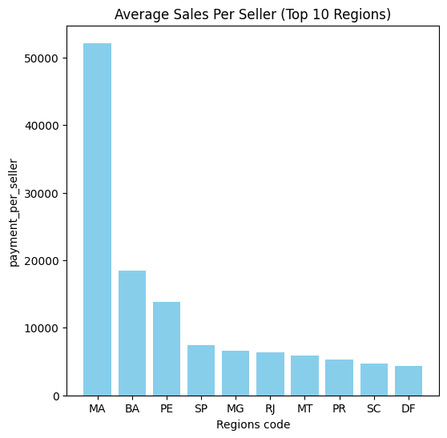 Average Sales Per Seller (Top 10 Regions)
payment_per_seller
50000
40000
30000
20000
10000
0
MA BA PE SP MG RJ MT PR SC DF
Regions code